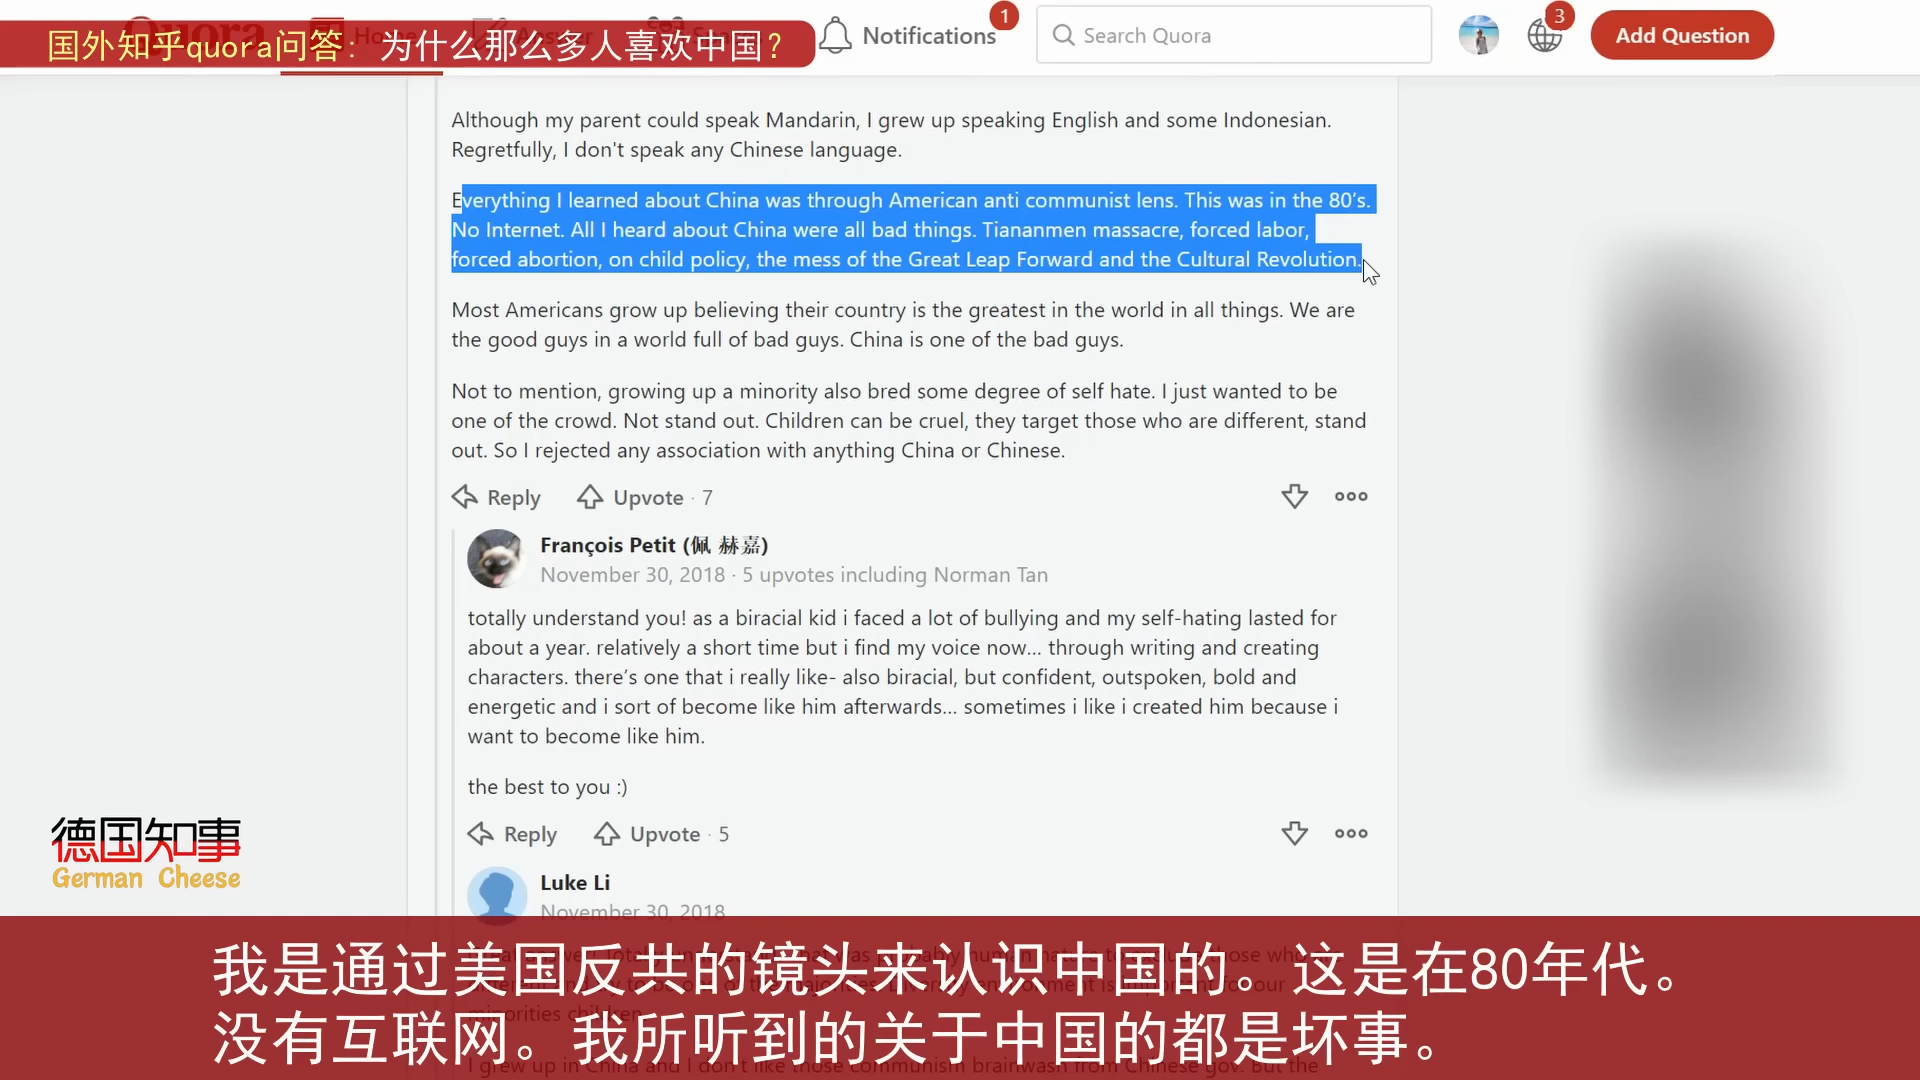 国外知乎quora问答：为什么那么多人喜欢中国？
Notifications
1
Search Quora
3
Add Question
Although my parent could speak Mandarin, I grew up speaking English and some Indonesian.
Regretfully, I don't speak any Chinese language.
Everything I learned about China was through American anti communist lens. This was in the 80’s.
No Internet. All I heard about China were all bad things. Tiananmen massacre, forced labor,
forced abortion, on child policy, the mess of the Great Leap Forward and the Cultural Revolution.
Most Americans grow up believing their country is the greatest in the world in all things. We are
the good guys in a world full of bad guys. China is one of the bad guys.
Not to mention, growing up a minority also bred some degree of self hate. I just wanted to be
one of the crowd. Not stand out. Children can be cruel, they target those who are different, stand
out. So I rejected any association with anything China or Chinese.
Reply Upvote · 7
François Petit (佩 赫嘉)
November 30, 2018 · 5 upvotes including Norman Tan
totally understand you! as a biracial kid i faced a lot of bullying and my self-hating lasted for
about a year. relatively a short time but i find my voice now... through writing and creating
characters. there’s one that i really like- also biracial, but confident, outspoken, bold and
energetic and i sort of become like him afterwards... sometimes i like i created him because i
want to become like him.
the best to you :)
Reply Upvote · 5
德国知事
German Cheese
Luke Li
November 30, 2018
我是通过美国反共的镜头来认识中国的。这是在80年代。
没有互联网。我所听到的关于中国的都是坏事。
I grew up in China and I don't like those communism brainwash from Chinese gov. But the